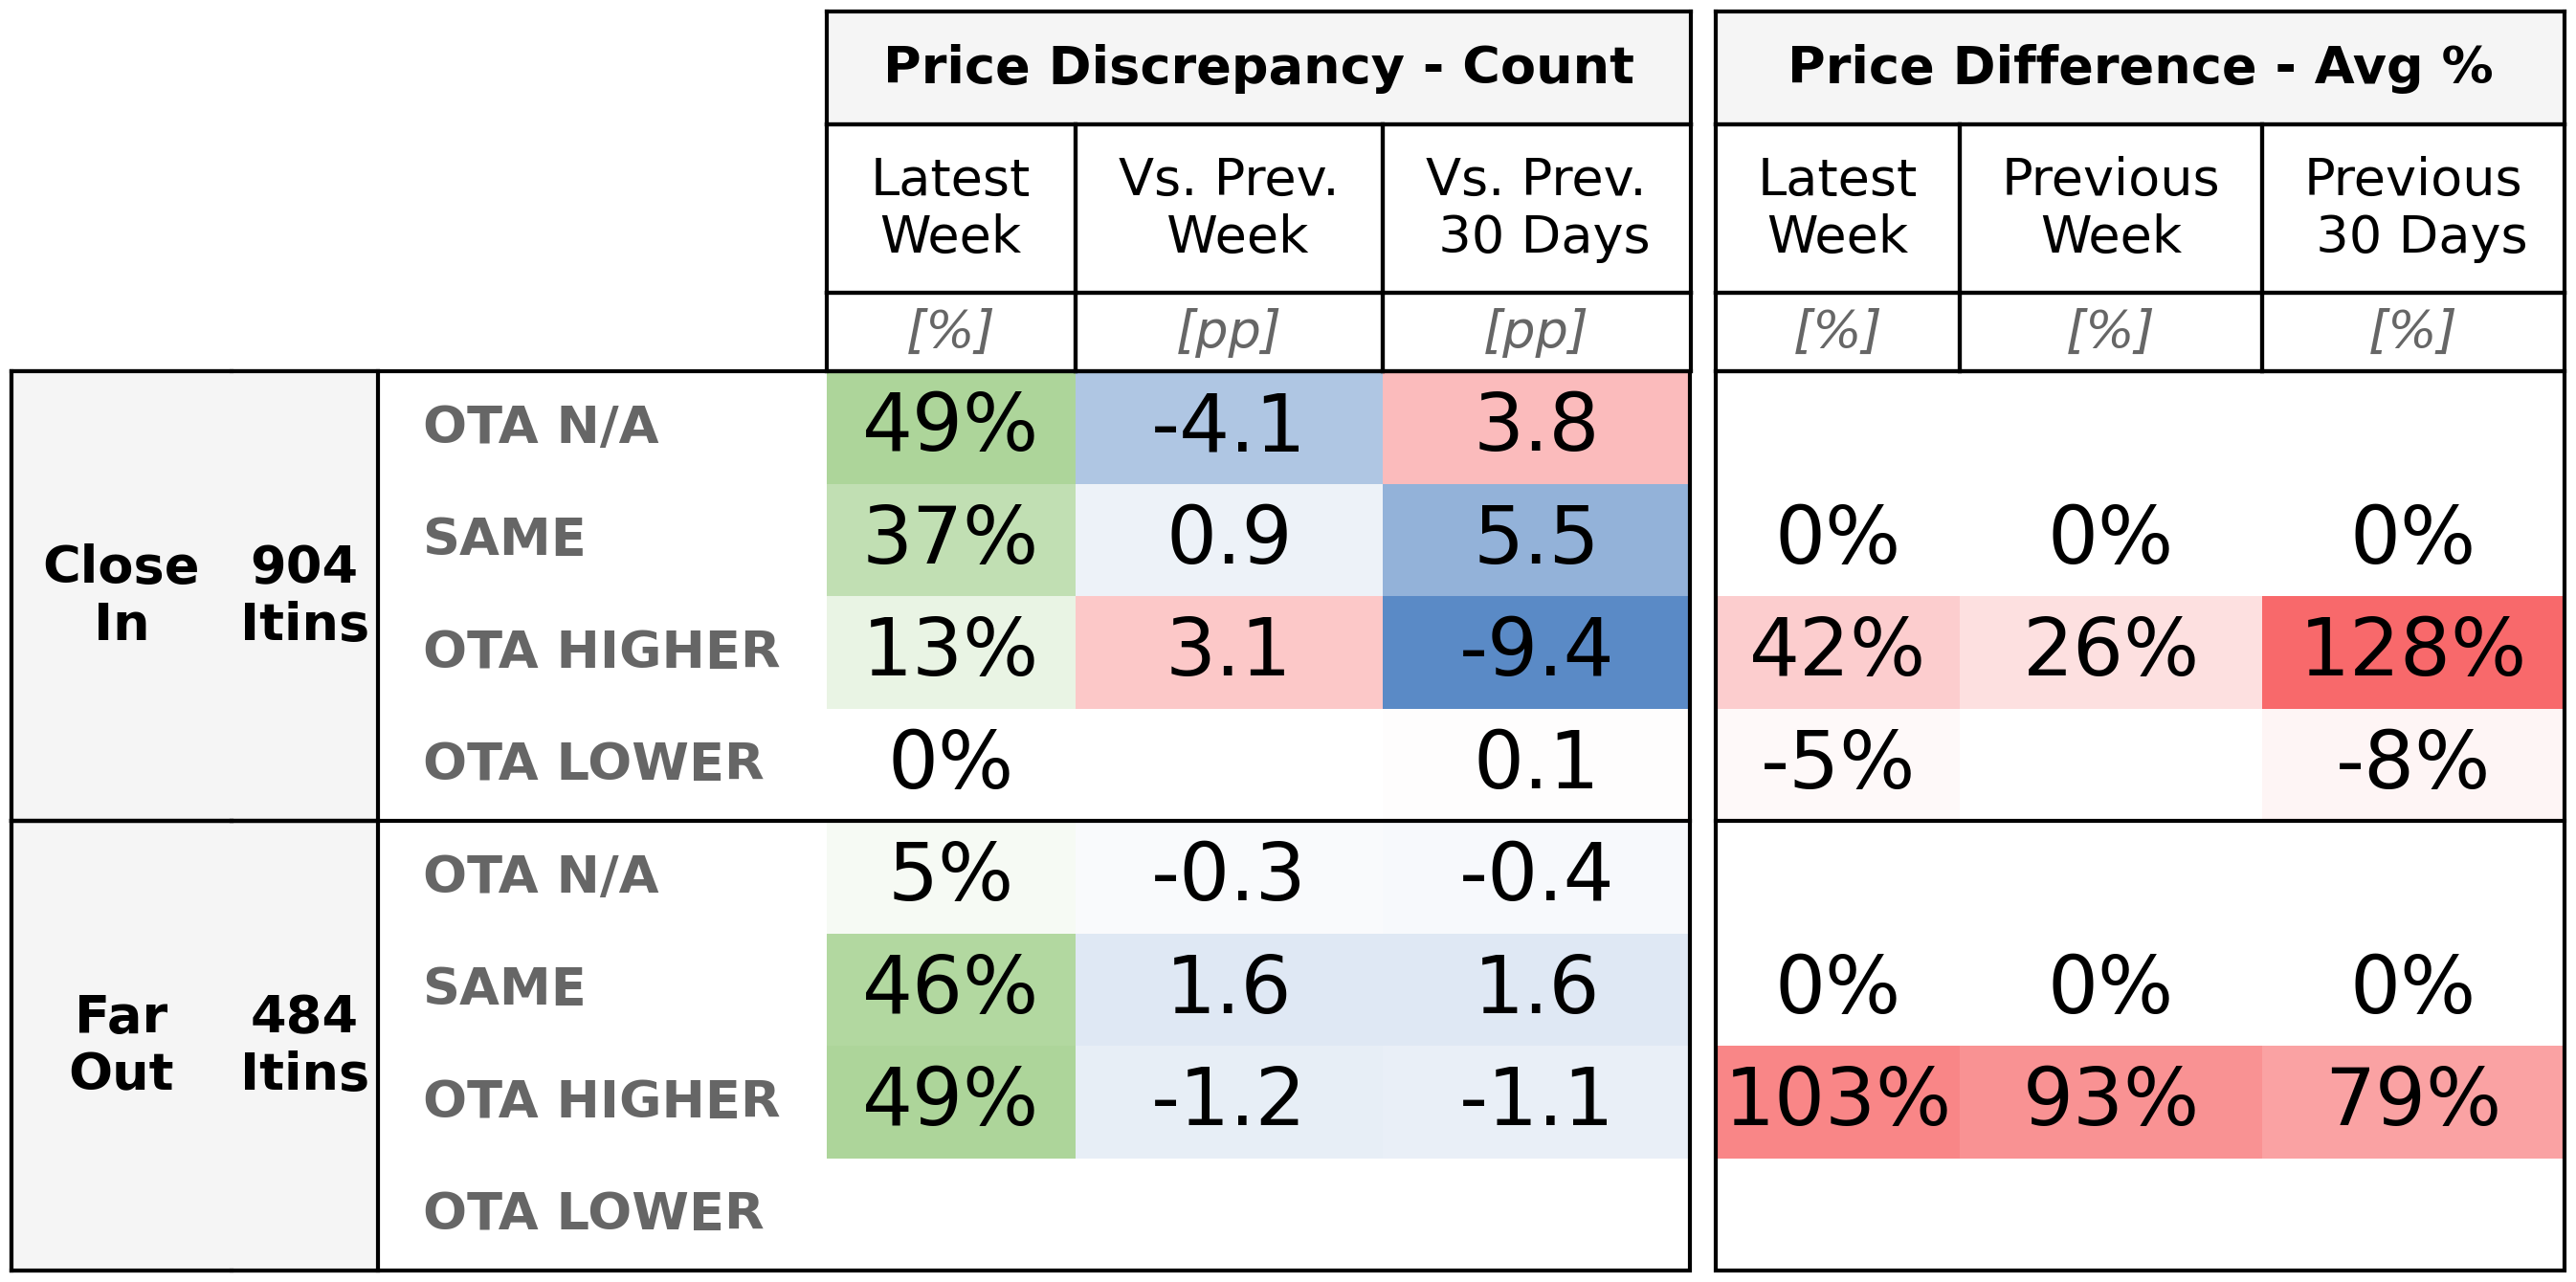 Price Discrepancy - Count Price Difference - Avg %
Latest Week Vs. Prev. Week Vs. Prev. 30 Days Latest Week Previous Week Previous 30 Days
[%] [pp] [pp] [%] [%] [%]
Close In 904 Itins
OTA N/A 49% -4.1 3.8
SAME 37% 0.9 5.5 0% 0% 0%
OTA HIGHER 13% 3.1 -9.4 42% 26% 128%
OTA LOWER 0% 0.1 -5% -8%
Far Out 484 Itins
OTA N/A 5% -0.3 -0.4
SAME 46% 1.6 1.6 0% 0% 0%
OTA HIGHER 49% -1.2 -1.1 103% 93% 79%
OTA LOWER